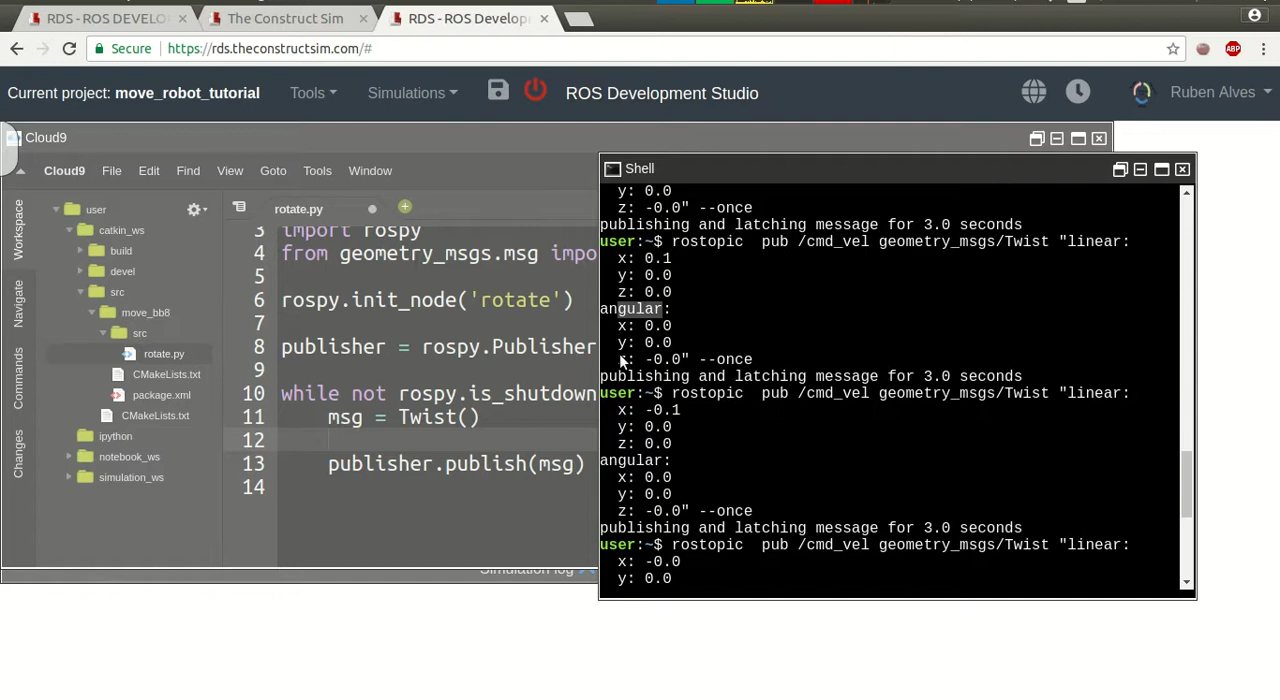 RDS - ROS DEVELO
The Construct Sim
RDS - ROS Develop
Secure
https://rds.theconstructsim.com/#
ABP
Current project: move_robot_tutorial
Tools
Simulations
ROS Development Studio
Ruben Alves
Cloud9
Cloud9
File
Edit
Find
View
Goto
Tools
Window
Workspace
Navigate
Commands
Changes
user
catkin_ws
build
devel
src
move_bb8
src
rotate.py
CMakeLists.txt
package.xml
CMakeLists.txt
ipython
notebook_ws
simulation_ws
rotate.py
3 import rospy
4 from geometry_msgs.msg impo
5
6 rospy.init_node('rotate')
7
8 publisher = rospy.Publisher
9
10 while not rospy.is_shutdown
11 msg = Twist()
12
13 publisher.publish(msg)
14
Simulation log
Shell
y: 0.0
z: -0.0" --once
publishing and latching message for 3.0 seconds
user:~$ rostopic  pub /cmd_vel geometry_msgs/Twist "linear:
x: 0.1
y: 0.0
z: 0.0
angular:
x: 0.0
y: 0.0
: -0.0" --once
publishing and latching message for 3.0 seconds
user:~$ rostopic  pub /cmd_vel geometry_msgs/Twist "linear:
x: -0.1
y: 0.0
z: 0.0
angular:
x: 0.0
y: 0.0
z: -0.0" --once
publishing and latching message for 3.0 seconds
user:~$ rostopic  pub /cmd_vel geometry_msgs/Twist "linear:
x: -0.0
y: 0.0